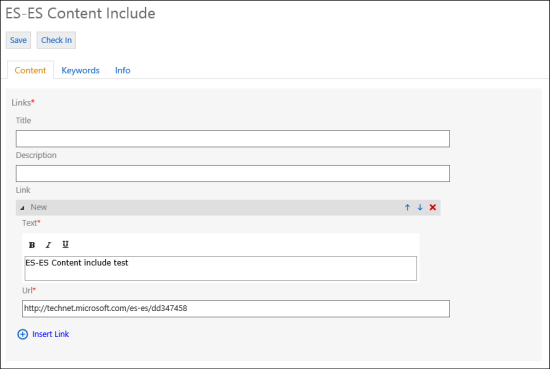 ES-ES Content Include
Save Check In
Content Keywords Info
Links*
Title
Description
Link
New
Text*
B I U
ES-ES Content include test
Url*
http://technet.microsoft.com/es-es/dd347458
Insert Link